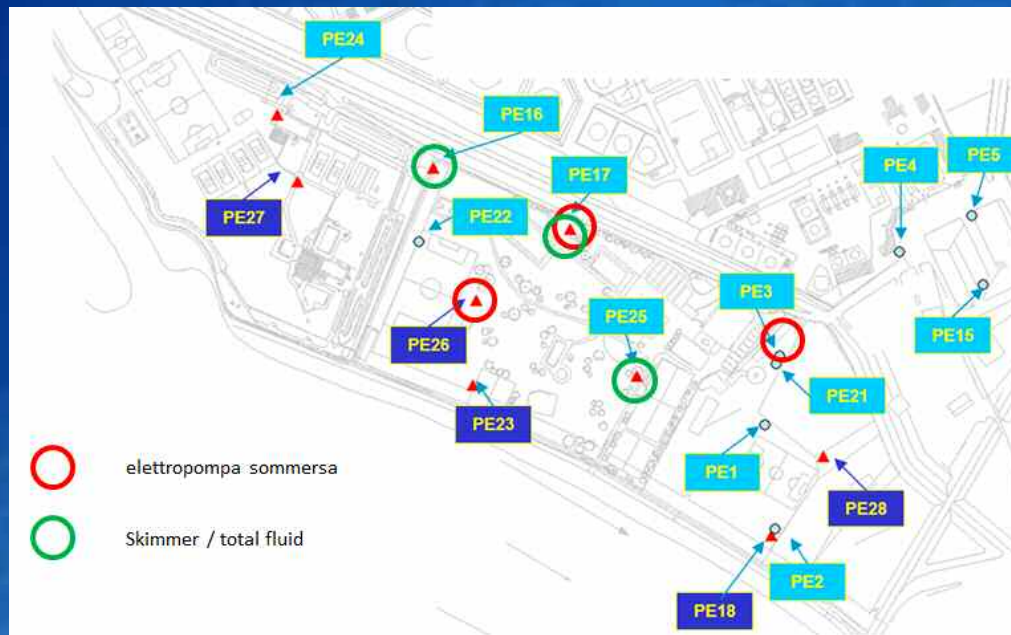 PE24
PE16
PE17
PE5
PE4
PE27
PE22
PE3
PE25
PE15
PE26
PE21
PE23
PE1
elettropompa sommersa
PE28
Skimmer / total fluid
PE2
PE18